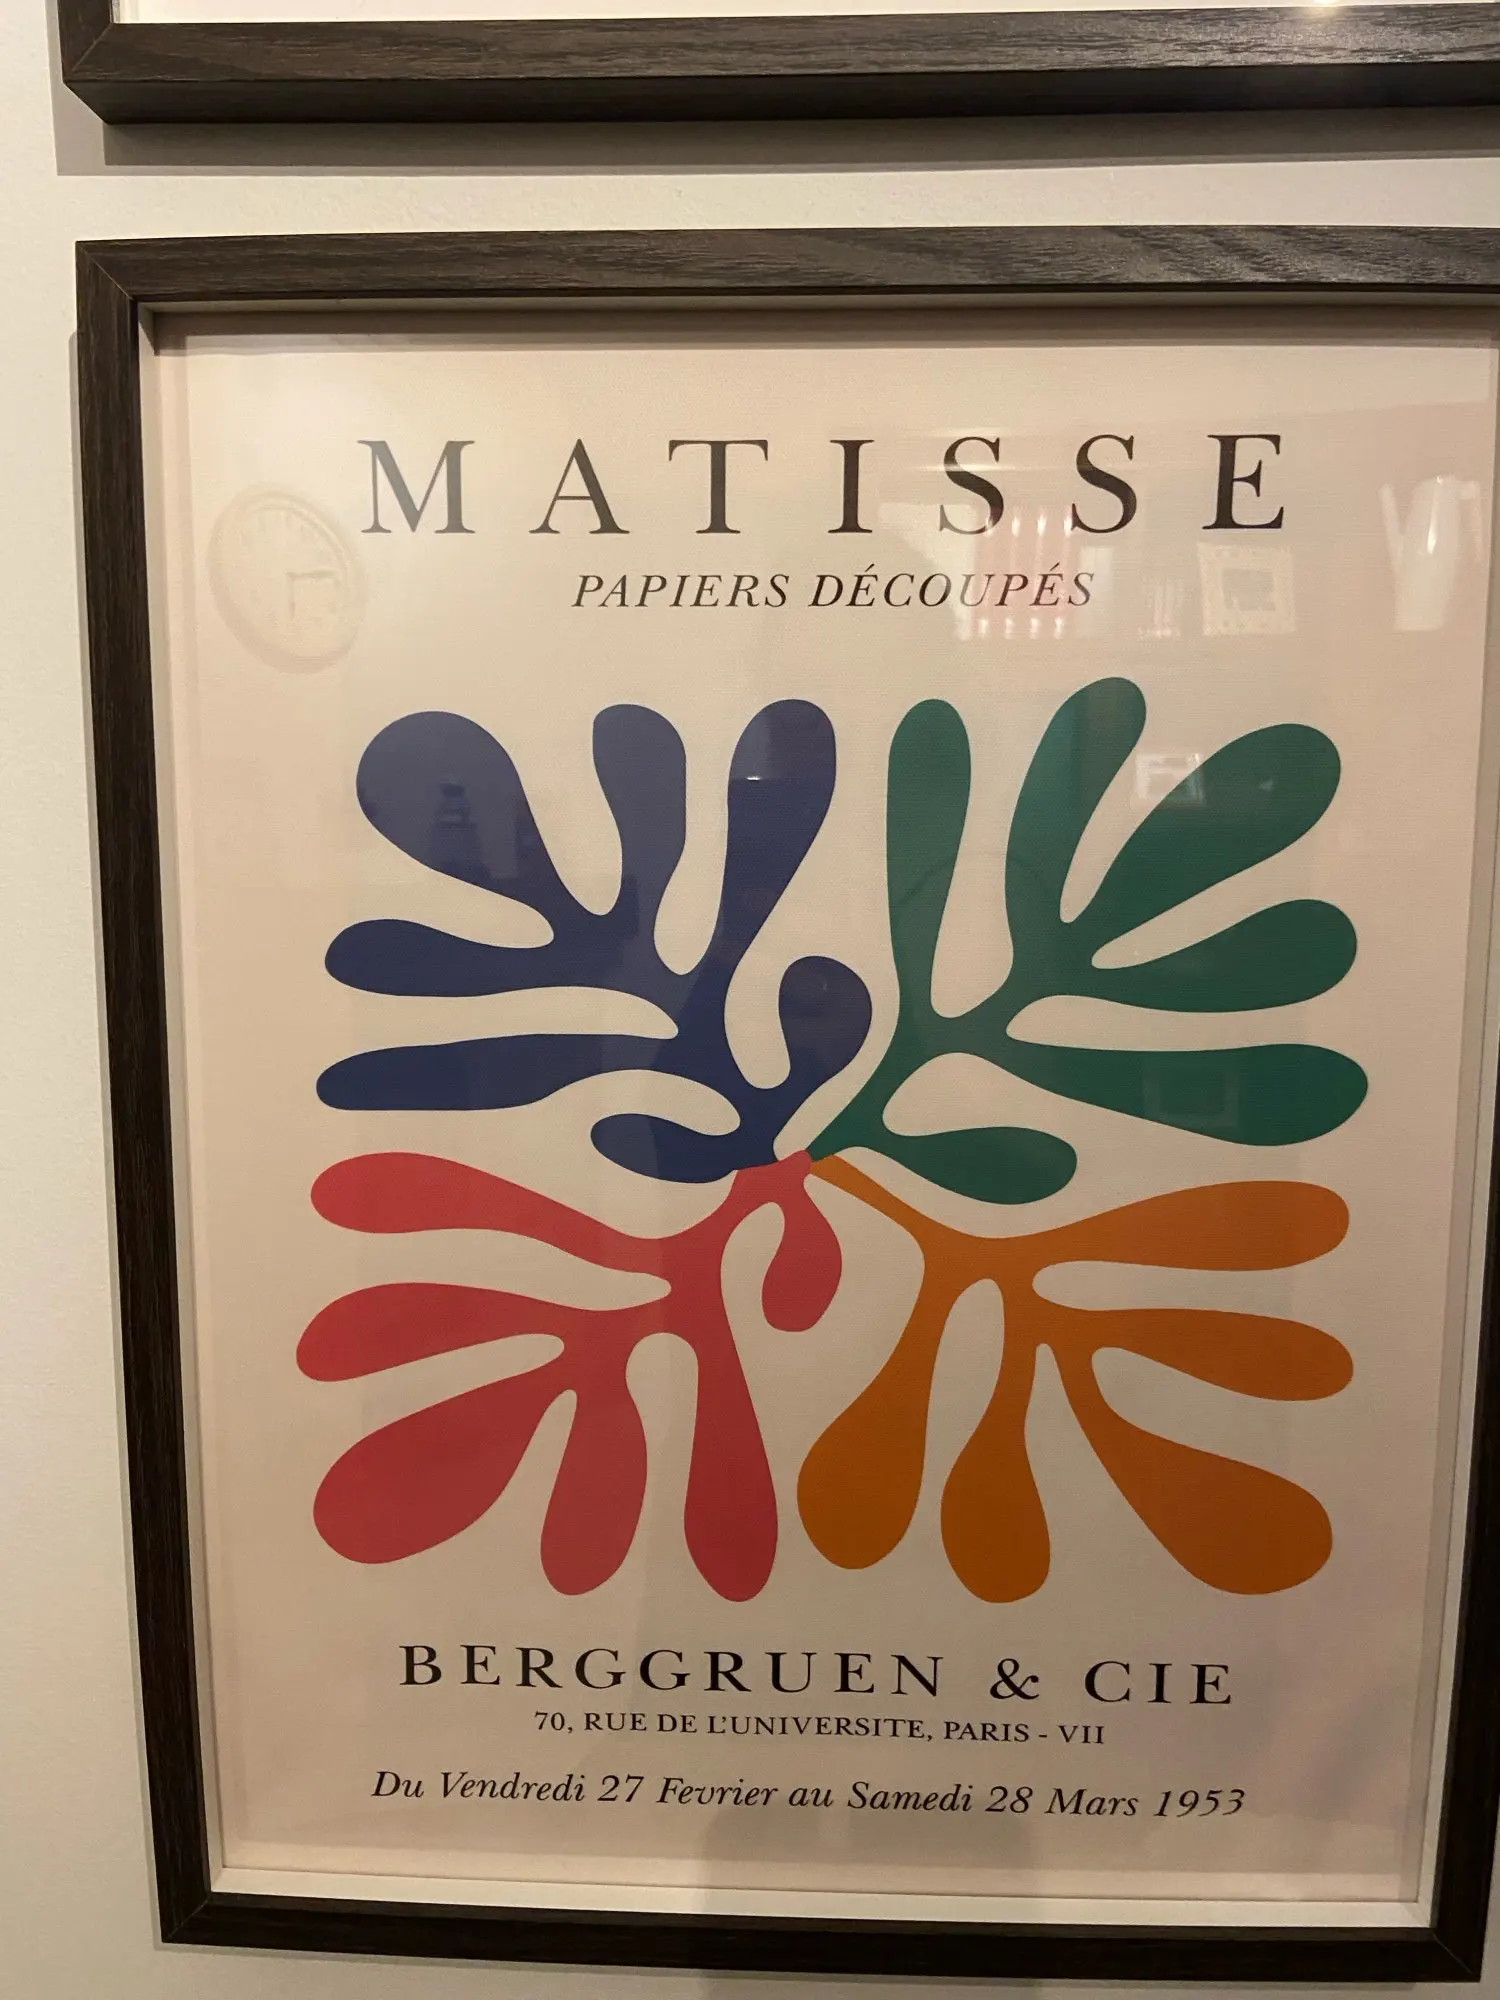 MATISSE
PAPIERS DÉCOUPÉS
BERGGRUEN & CIE
70, RUE DE L'UNIVERSITE, PARIS - VII
Du Vendredi 27 Fevrier au Samedi 28 Mars 1953